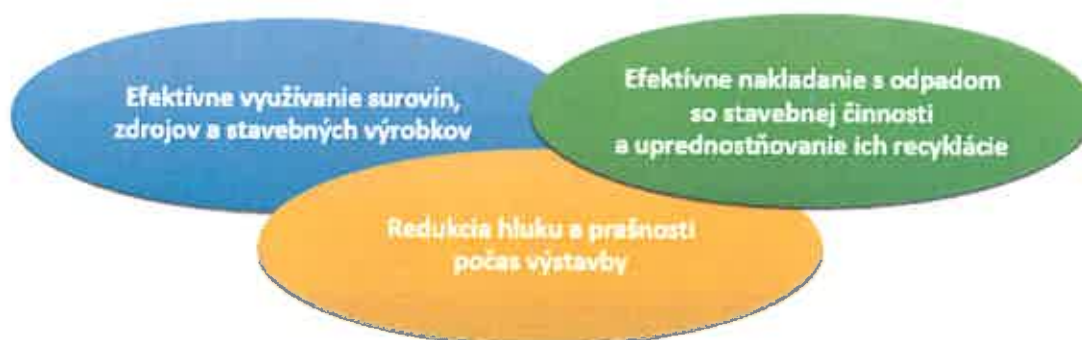 Efektívne využívanie surovín,
zdrojov a stavebných výrobkov
Efektívne nakladanie s odpadom
so stavebnej činnosti
a uprednostňovanie ich recyklácie
Redukcia hluku a prašnosti
počas výstavby